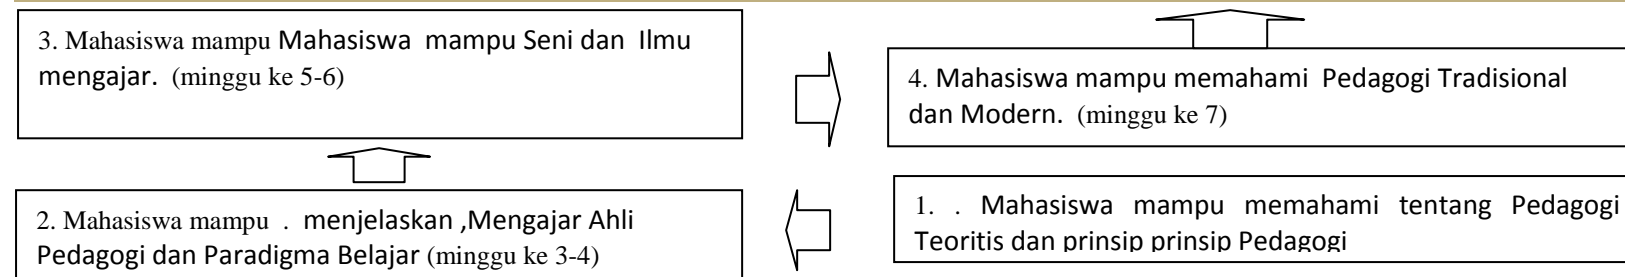 3. Mahasiswa mampu Mahasiswa mampu Seni dan Ilmu
mengajar. (minggu ke 5-6)
4. Mahasiswa mampu memahami Pedagogi Tradisional
dan Modern. (minggu ke 7)
2. Mahasiswa mampu . menjelaskan ,Mengajar Ahli
Pedagogi dan Paradigma Belajar (minggu ke 3-4)
1. . Mahasiswa mampu memahami tentang Pedagogi
Teoritis dan prinsip prinsip Pedagogi